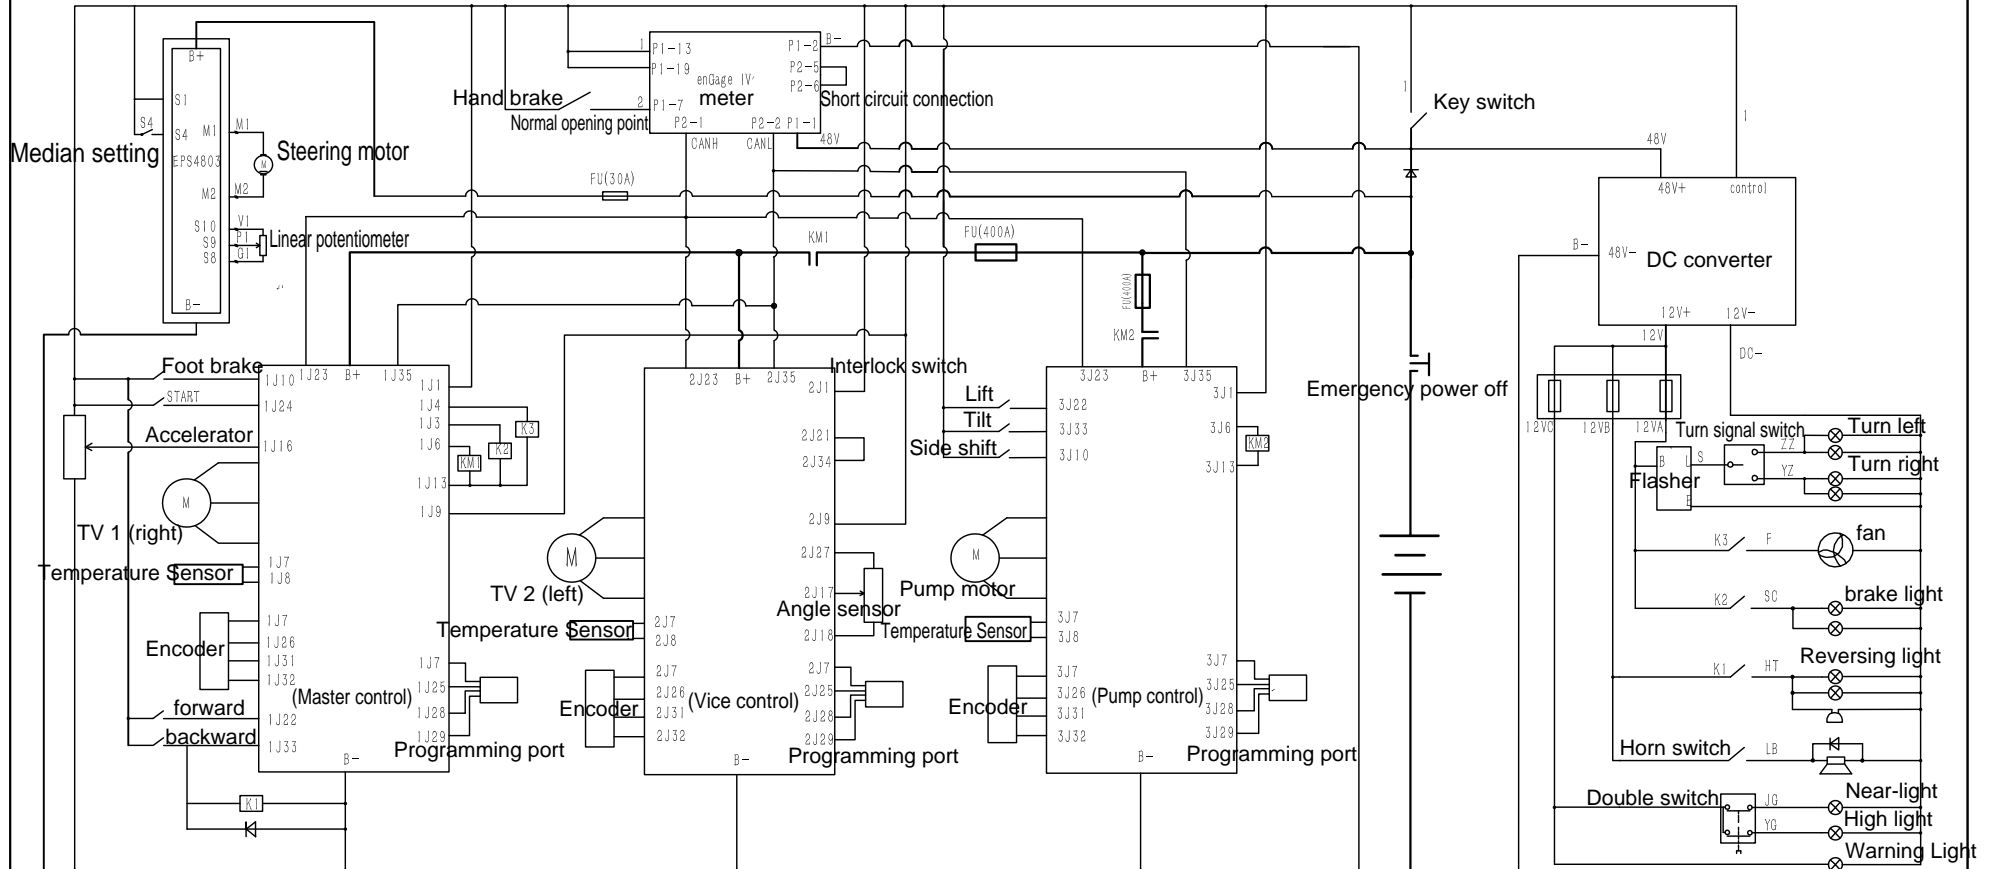 B+
S1
S4
S4
EPS4803
M1
M1
M
M2
M2
Median setting
Steering motor
S10
V1
S9
P1
S8
G1
Linear potentiometer
B-
1
P1-13
P1-19
enGage IV
meter
2
P1-7
P2-1
P2-2
P1-1
P1-2
B-
P2-5
P2-6
Short circuit connection
Hand brake
Normal opening point
CANH
CANL
48V
FU(30A)
KM1
FU(400A)
FU(400A)
KM2
1
Key switch
48V
1
48V+
control
B-
48V-
DC converter
12V+
12V-
12V
DC-
Emergency power off
Foot brake
START
Accelerator
M
TV 1 (right)
Temperature Sensor
Encoder
forward
backward
K1
1J23
B+
1J35
1J10
1J24
1J16
1J7
1J8
1J7
1J26
1J31
1J32
1J22
1J33
1J1
1J4
1J3
1J6
1J13
1J9
K3
K2
KM1
1J7
1J25
1J28
1J29
(Master control)
B-
Programming port
M
TV 2 (left)
Temperature Sensor
Encoder
2J23
B+
2J35
Interlock switch
2J1
2J21
2J34
2J9
2J27
2J17
Angle sensor
2J18
2J7
2J8
2J7
2J26
2J31
2J32
2J7
2J25
2J28
2J29
(Vice control)
B-
Programming port
Lift
Tilt
Side shift
M
Pump motor
Temperature Sensor
Encoder
3J23
B+
3J35
3J22
3J33
3J10
3J1
3J6
KM2
3J13
3J7
3J8
3J7
3J26
3J31
3J32
3J7
3J25
3J28
3J29
(Pump control)
B-
Programming port
12VC
12VB
12VA
Turn signal switch
B
L
S
Flasher
E
ZZ
YZ
Turn left
Turn right
K3
F
fan
K2
SC
brake light
K1
HT
Reversing light
Horn switch
LB
Double switch
JG
Near-light
YG
High light
Warning Light